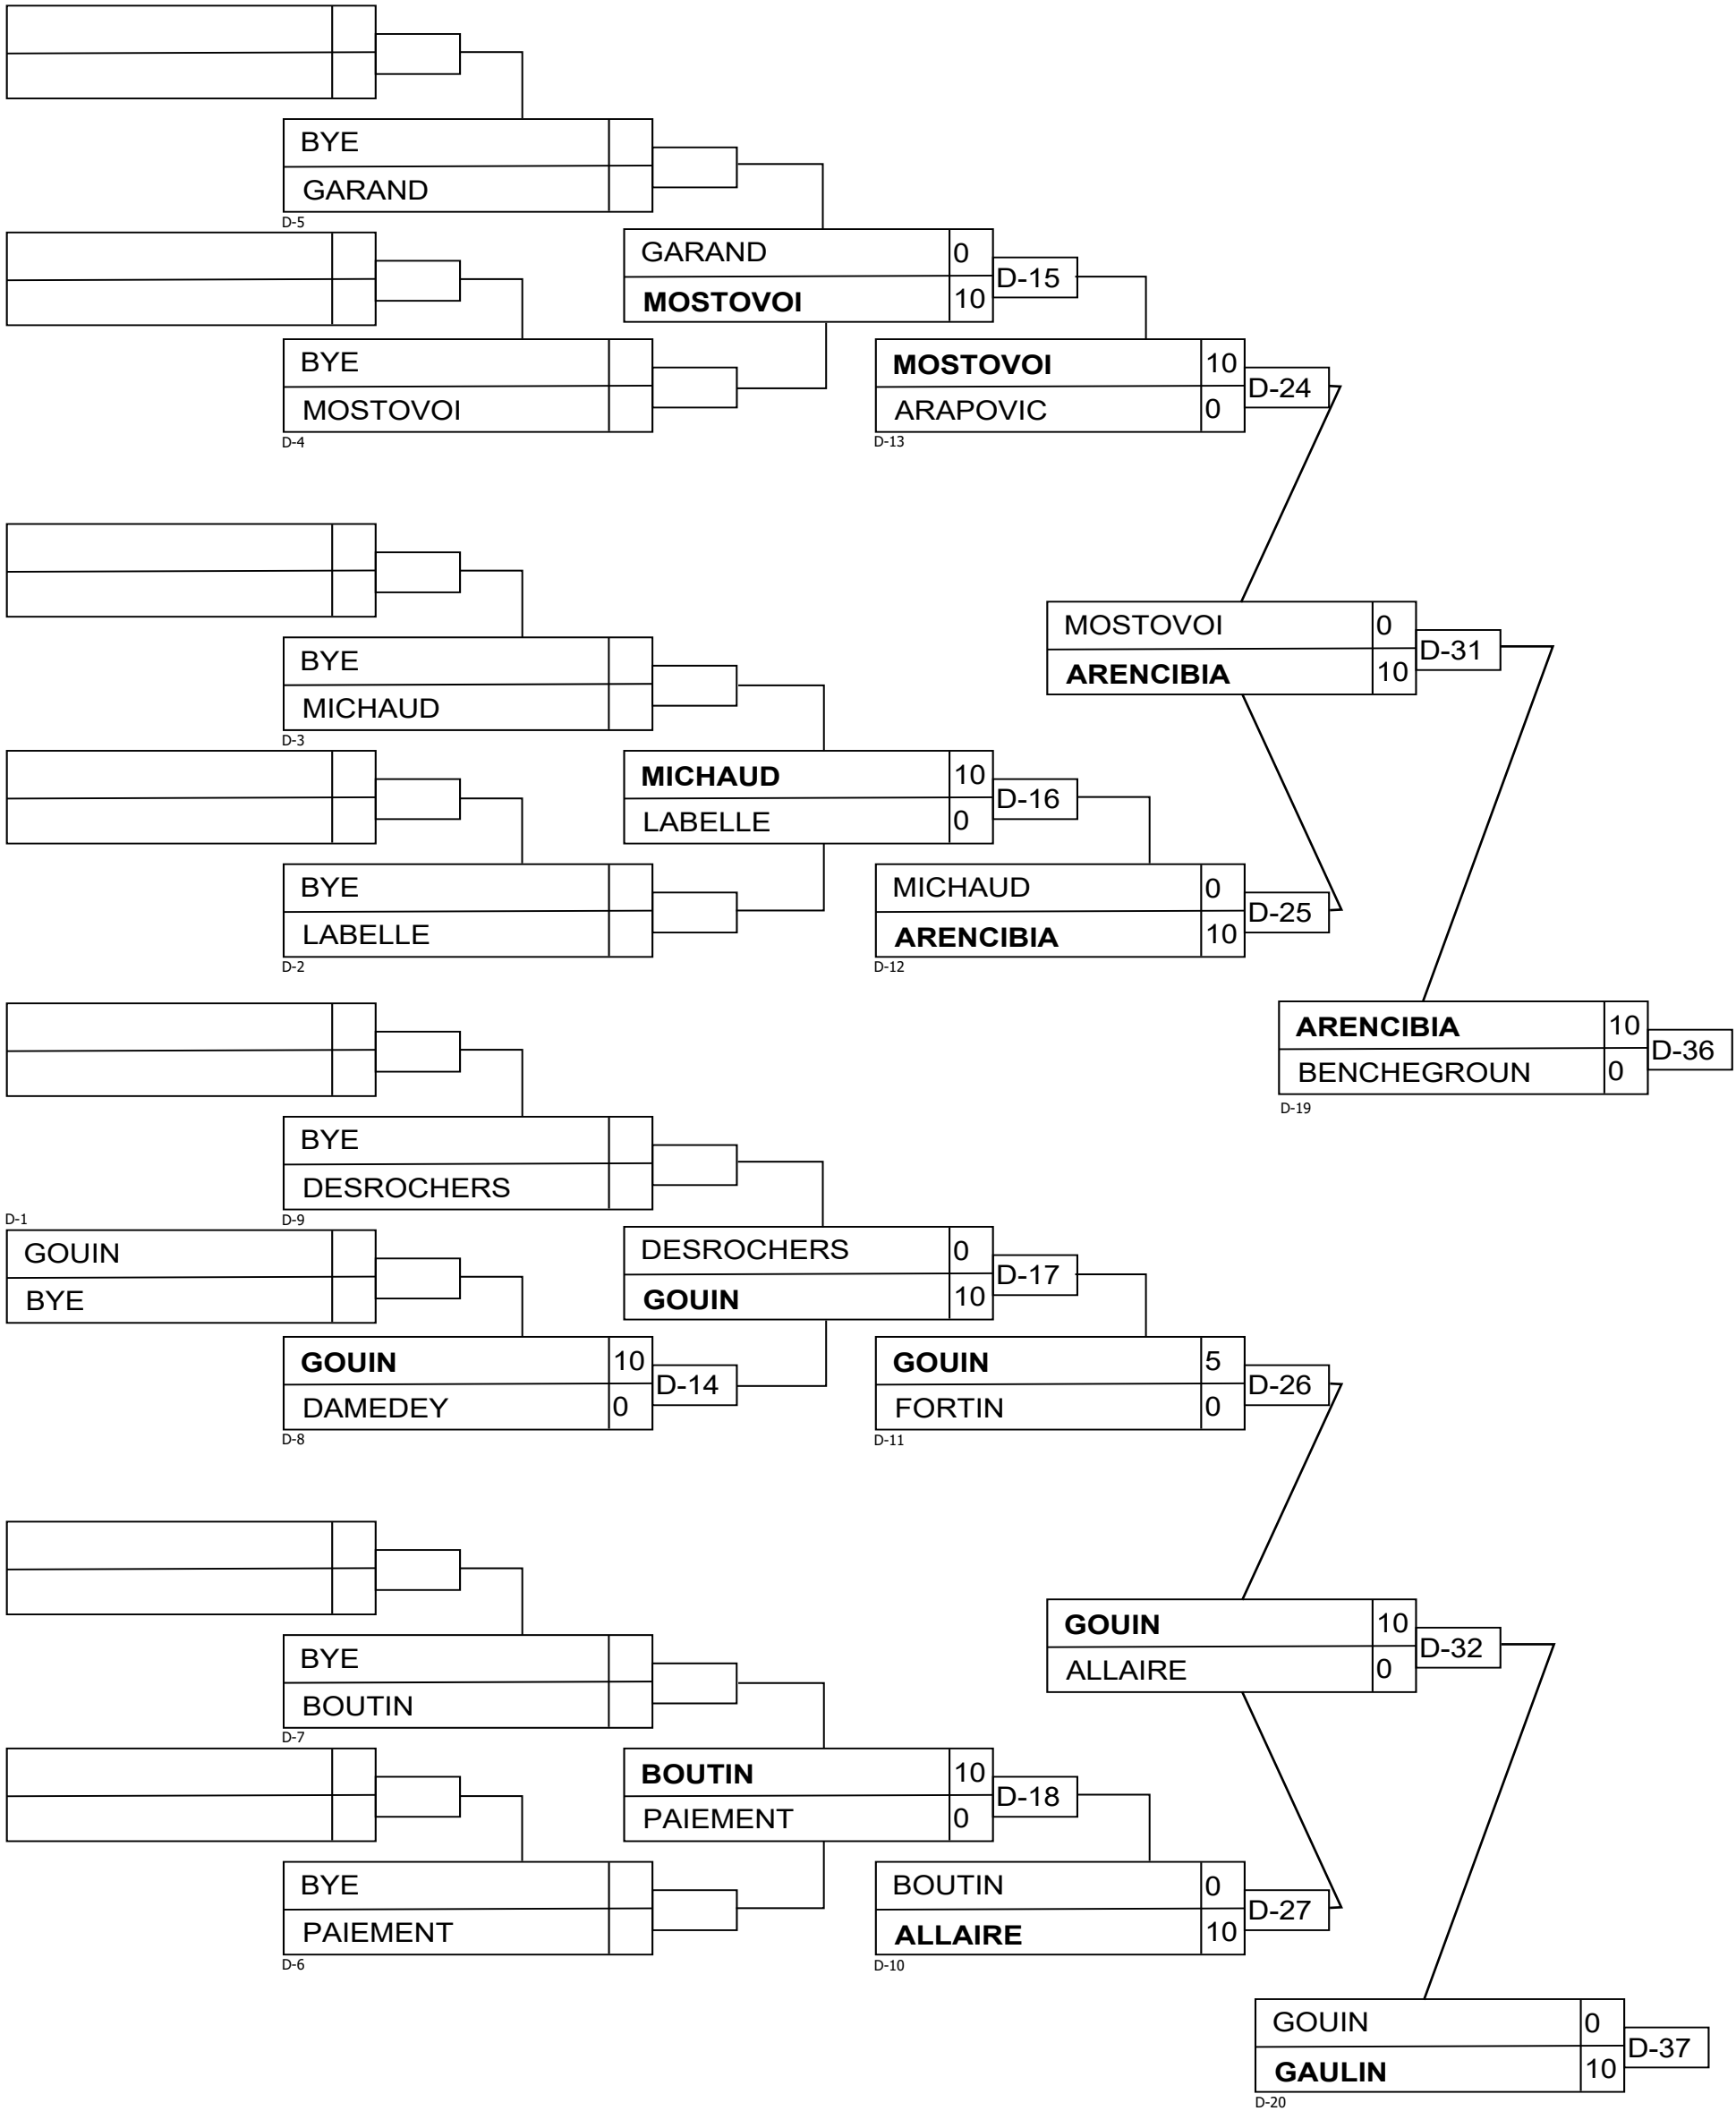 BYE
GARAND
D-5
GARAND 0
MOSTOVOI 10
D-15
BYE
MOSTOVOI
D-4
MOSTOVOI 10
ARAPOVIC 0
D-24
D-13
MOSTOVOI 0
ARENCIBIA 10
D-31
BYE
MICHAUD
D-3
MICHAUD 10
LABELLE 0
D-16
BYE
LABELLE
D-2
MICHAUD 0
ARENCIBIA 10
D-25
D-12
ARENCIBIA 10
BENCHEGROUN 0
D-36
D-19
BYE
DESROCHERS
D-9
D-1
GOUIN
BYE
DESROCHERS 0
GOUIN 10
D-17
GOUIN 10
DAMEDEY 0
D-14
D-8
GOUIN 5
FORTIN 0
D-26
D-11
GOUIN 10
ALLAIRE 0
D-32
BYE
BOUTIN
D-7
BOUTIN 10
PAIEMENT 0
D-18
BYE
PAIEMENT
D-6
BOUTIN 0
ALLAIRE 10
D-27
D-10
GOUIN 0
GAULIN 10
D-37
D-20